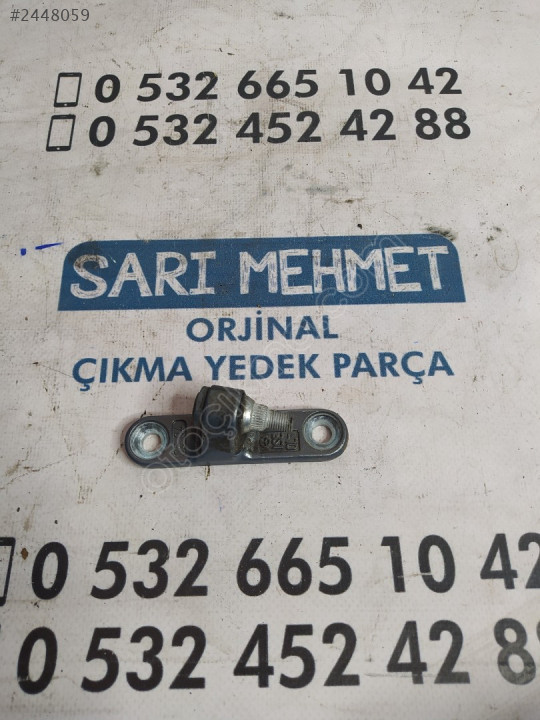 #2448059
0 532 665 10 42
0 532 452 42 88
SARI MEHMET
ORJİNAL
ÇIKMA YEDEK PARÇA
0 532 665 10 42
0 532 452 42 88